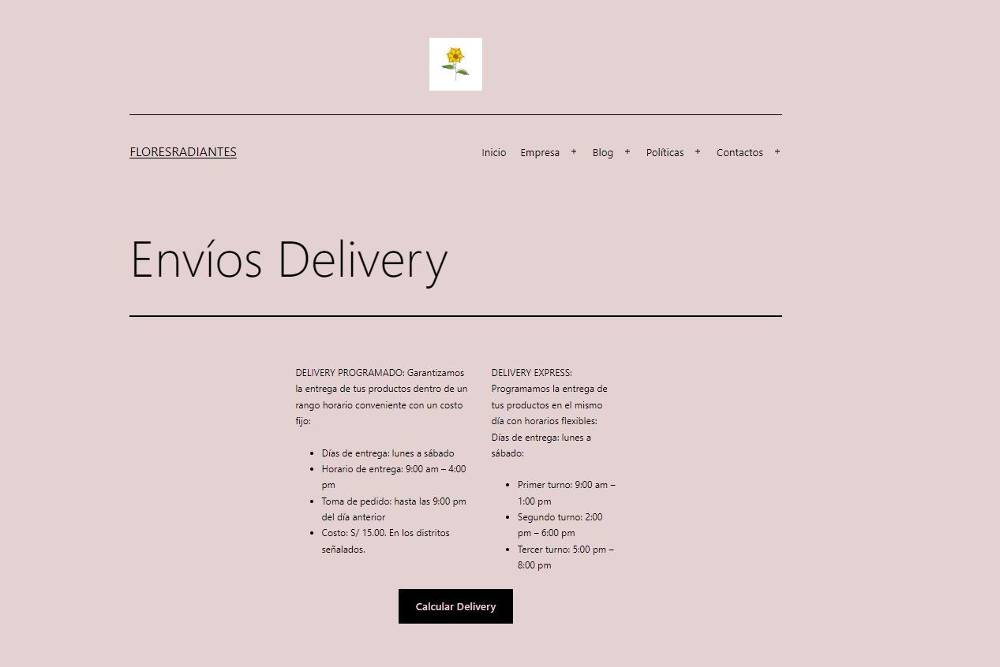 FLORESRADIANTES
Inicio Empresa + Blog + Políticas + Contactos +
Envíos Delivery
DELIVERY PROGRAMADO: Garantizamos
la entrega de tus productos dentro de un
rango horario conveniente con un costo
fijo:
• Días de entrega: lunes a sábado
• Horario de entrega: 9:00 am – 4:00
pm
• Toma de pedido: hasta las 9:00 pm
del día anterior
• Costo: S/ 15.00. En los distritos
señalados.
DELIVERY EXPRESS:
Programamos la entrega de
tus productos en el mismo
día con horarios flexibles:
Días de entrega: lunes a
sábado:
• Primer turno: 9:00 am –
1:00 pm
• Segundo turno: 2:00
pm – 6:00 pm
• Tercer turno: 5:00 pm –
8:00 pm
Calcular Delivery